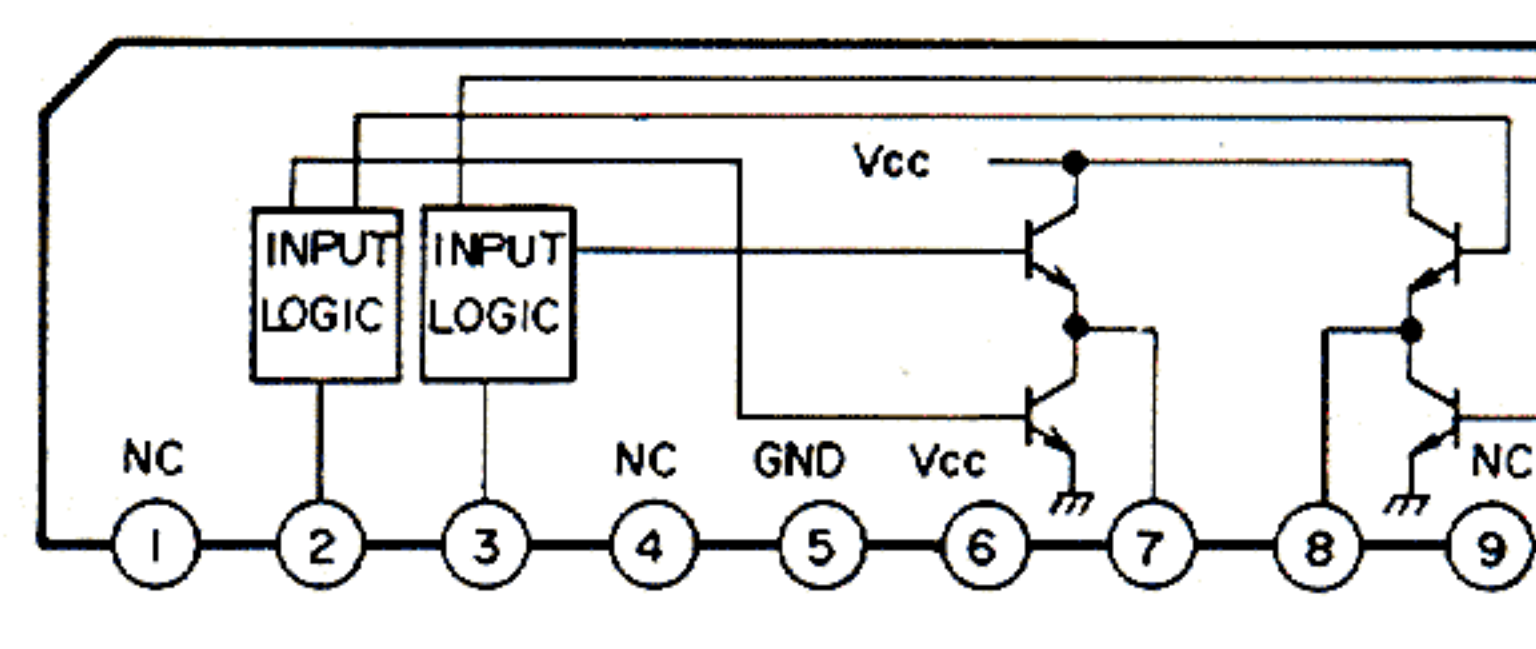 Vcc
INPUT INPUT
LOGIC LOGIC
NC NC GND Vcc NC
1 2 3 4 5 6 7 8 9